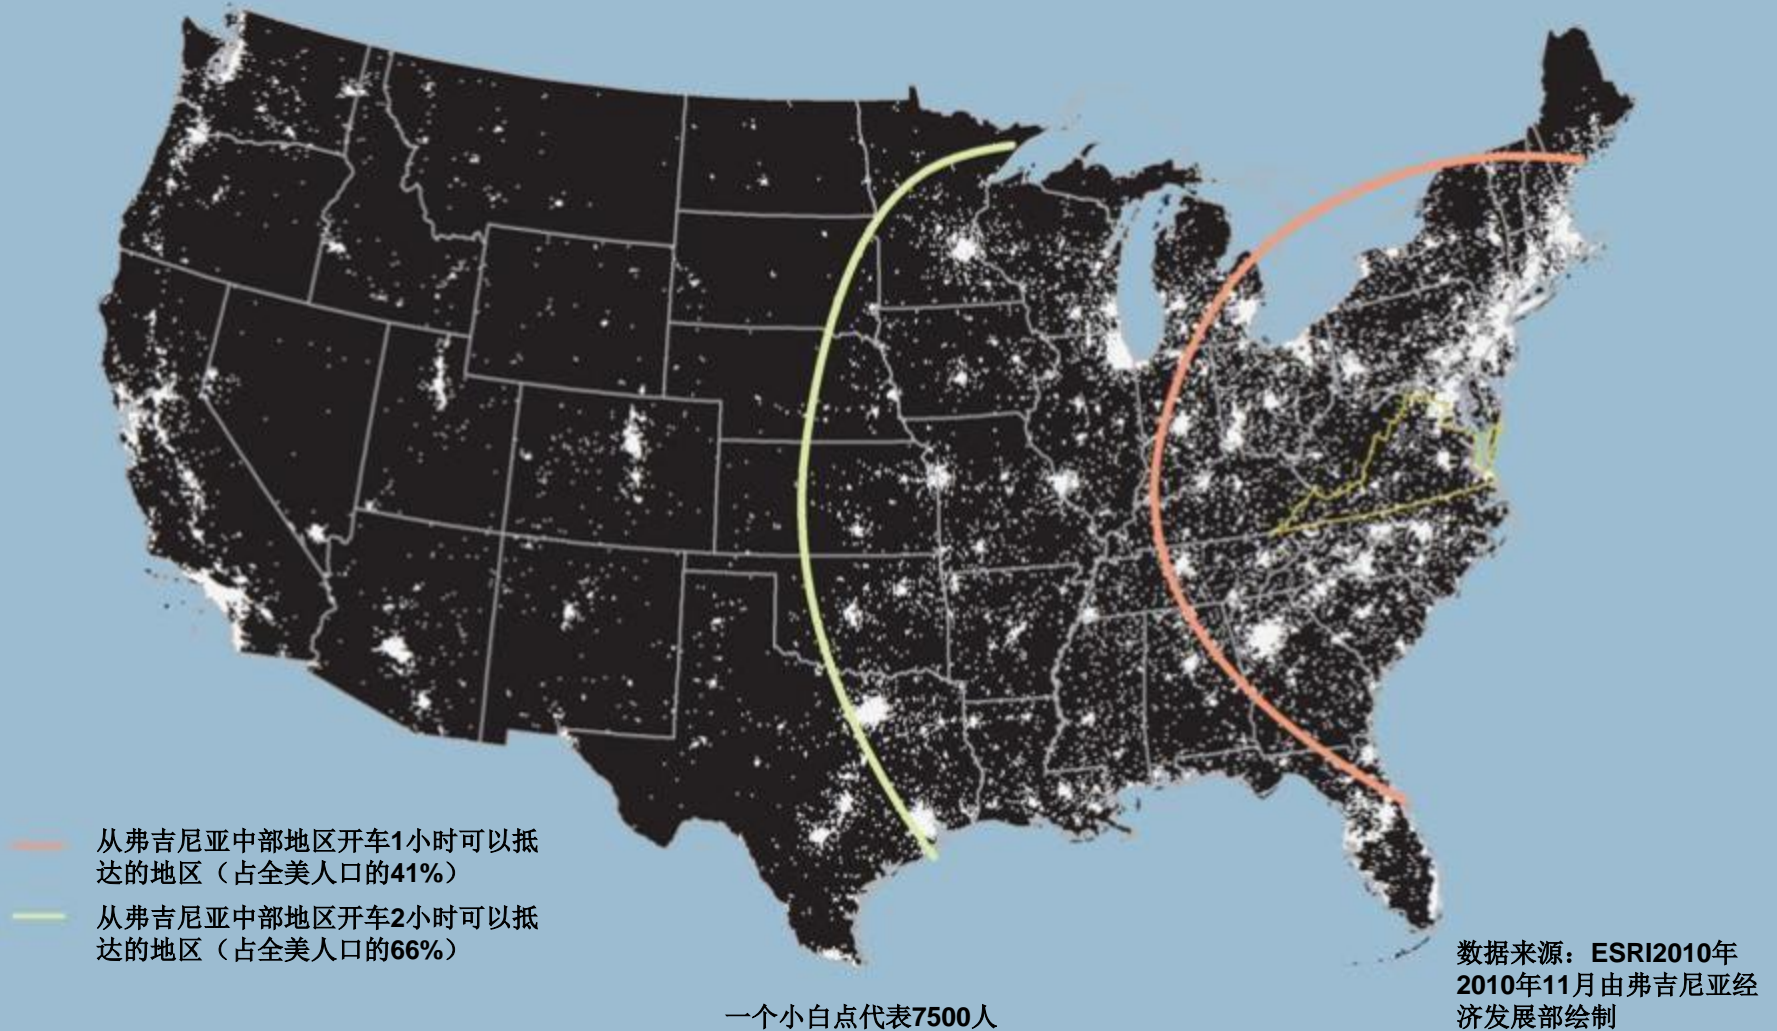 从弗吉尼亚中部地区开车1小时可以抵
达的地区（占全美人口的41%）
从弗吉尼亚中部地区开车2小时可以抵
达的地区（占全美人口的66%）
一个小白点代表7500人
数据来源：ESRI2010年
2010年11月由弗吉尼亚经
济发展部绘制